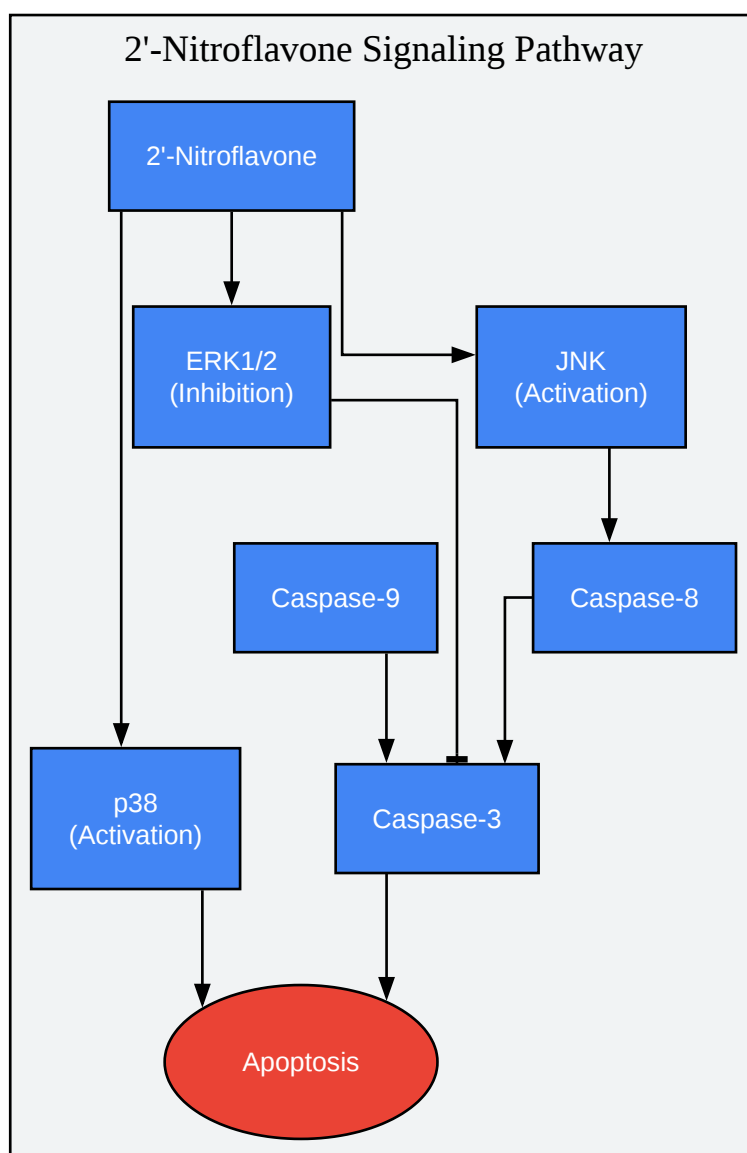 2'-Nitroflavone Signaling Pathway
2'-Nitroflavone
ERK1/2
(Inhibition)
JNK
(Activation)
Caspase-9
Caspase-8
p38
(Activation)
Caspase-3
Apoptosis